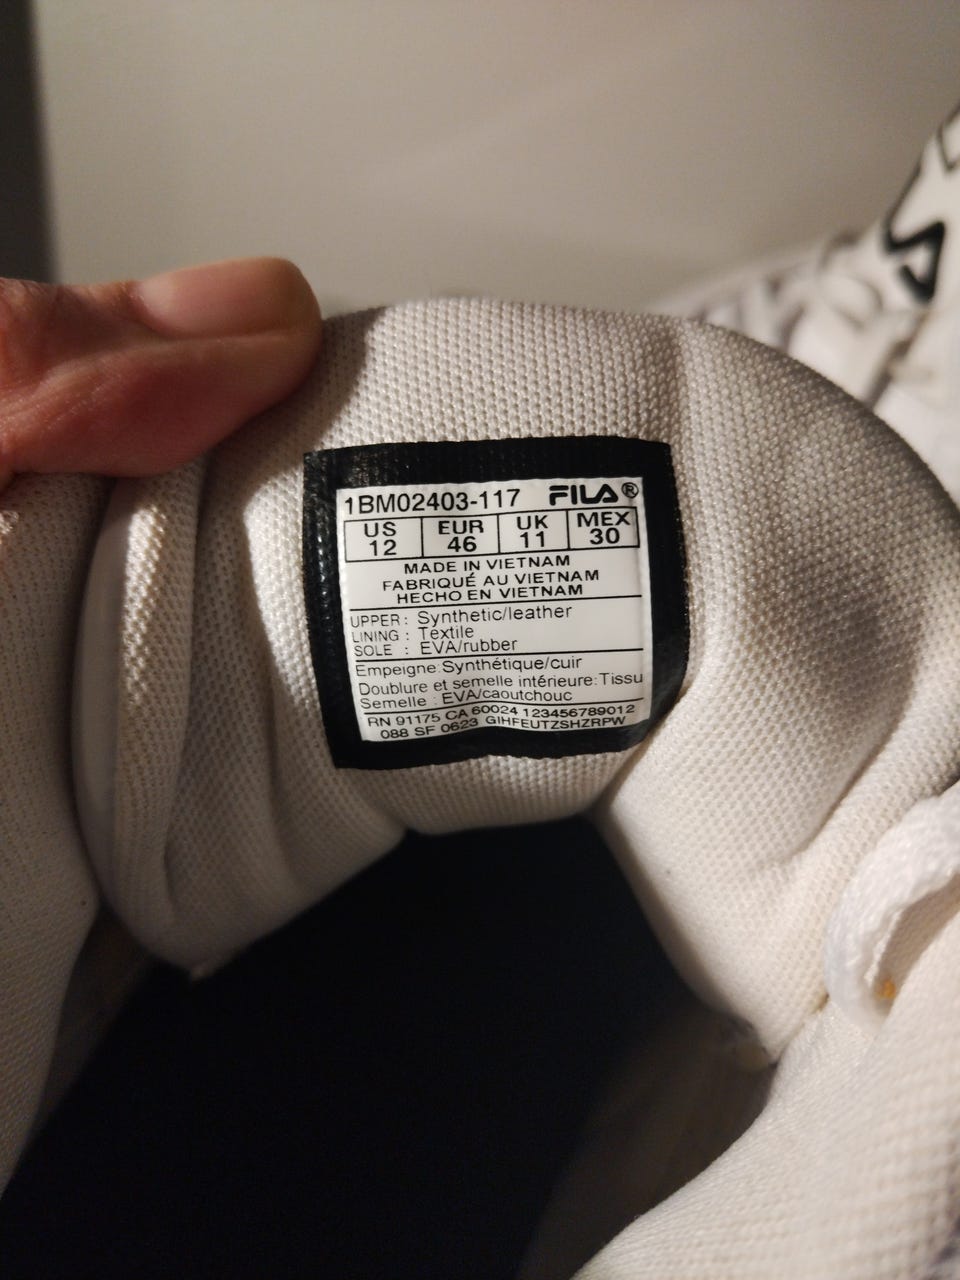 1BM02403-117 FILA®
US EUR UK MEX
12 46 11 30
MADE IN VIETNAM
FABRIQUÉ AU VIETNAM
HECHO EN VIETNAM
UPPER : Synthetic/leather
LINING : Textile
SOLE : EVA/rubber
Empeigne:Synthétique/cuir
Doublure et semelle intérieure:Tissu
Semelle : EVA/caoutchouc
RN 91175 CA 60024 123456789012
088 SF 0623 GIHFEUTZSHZRPW